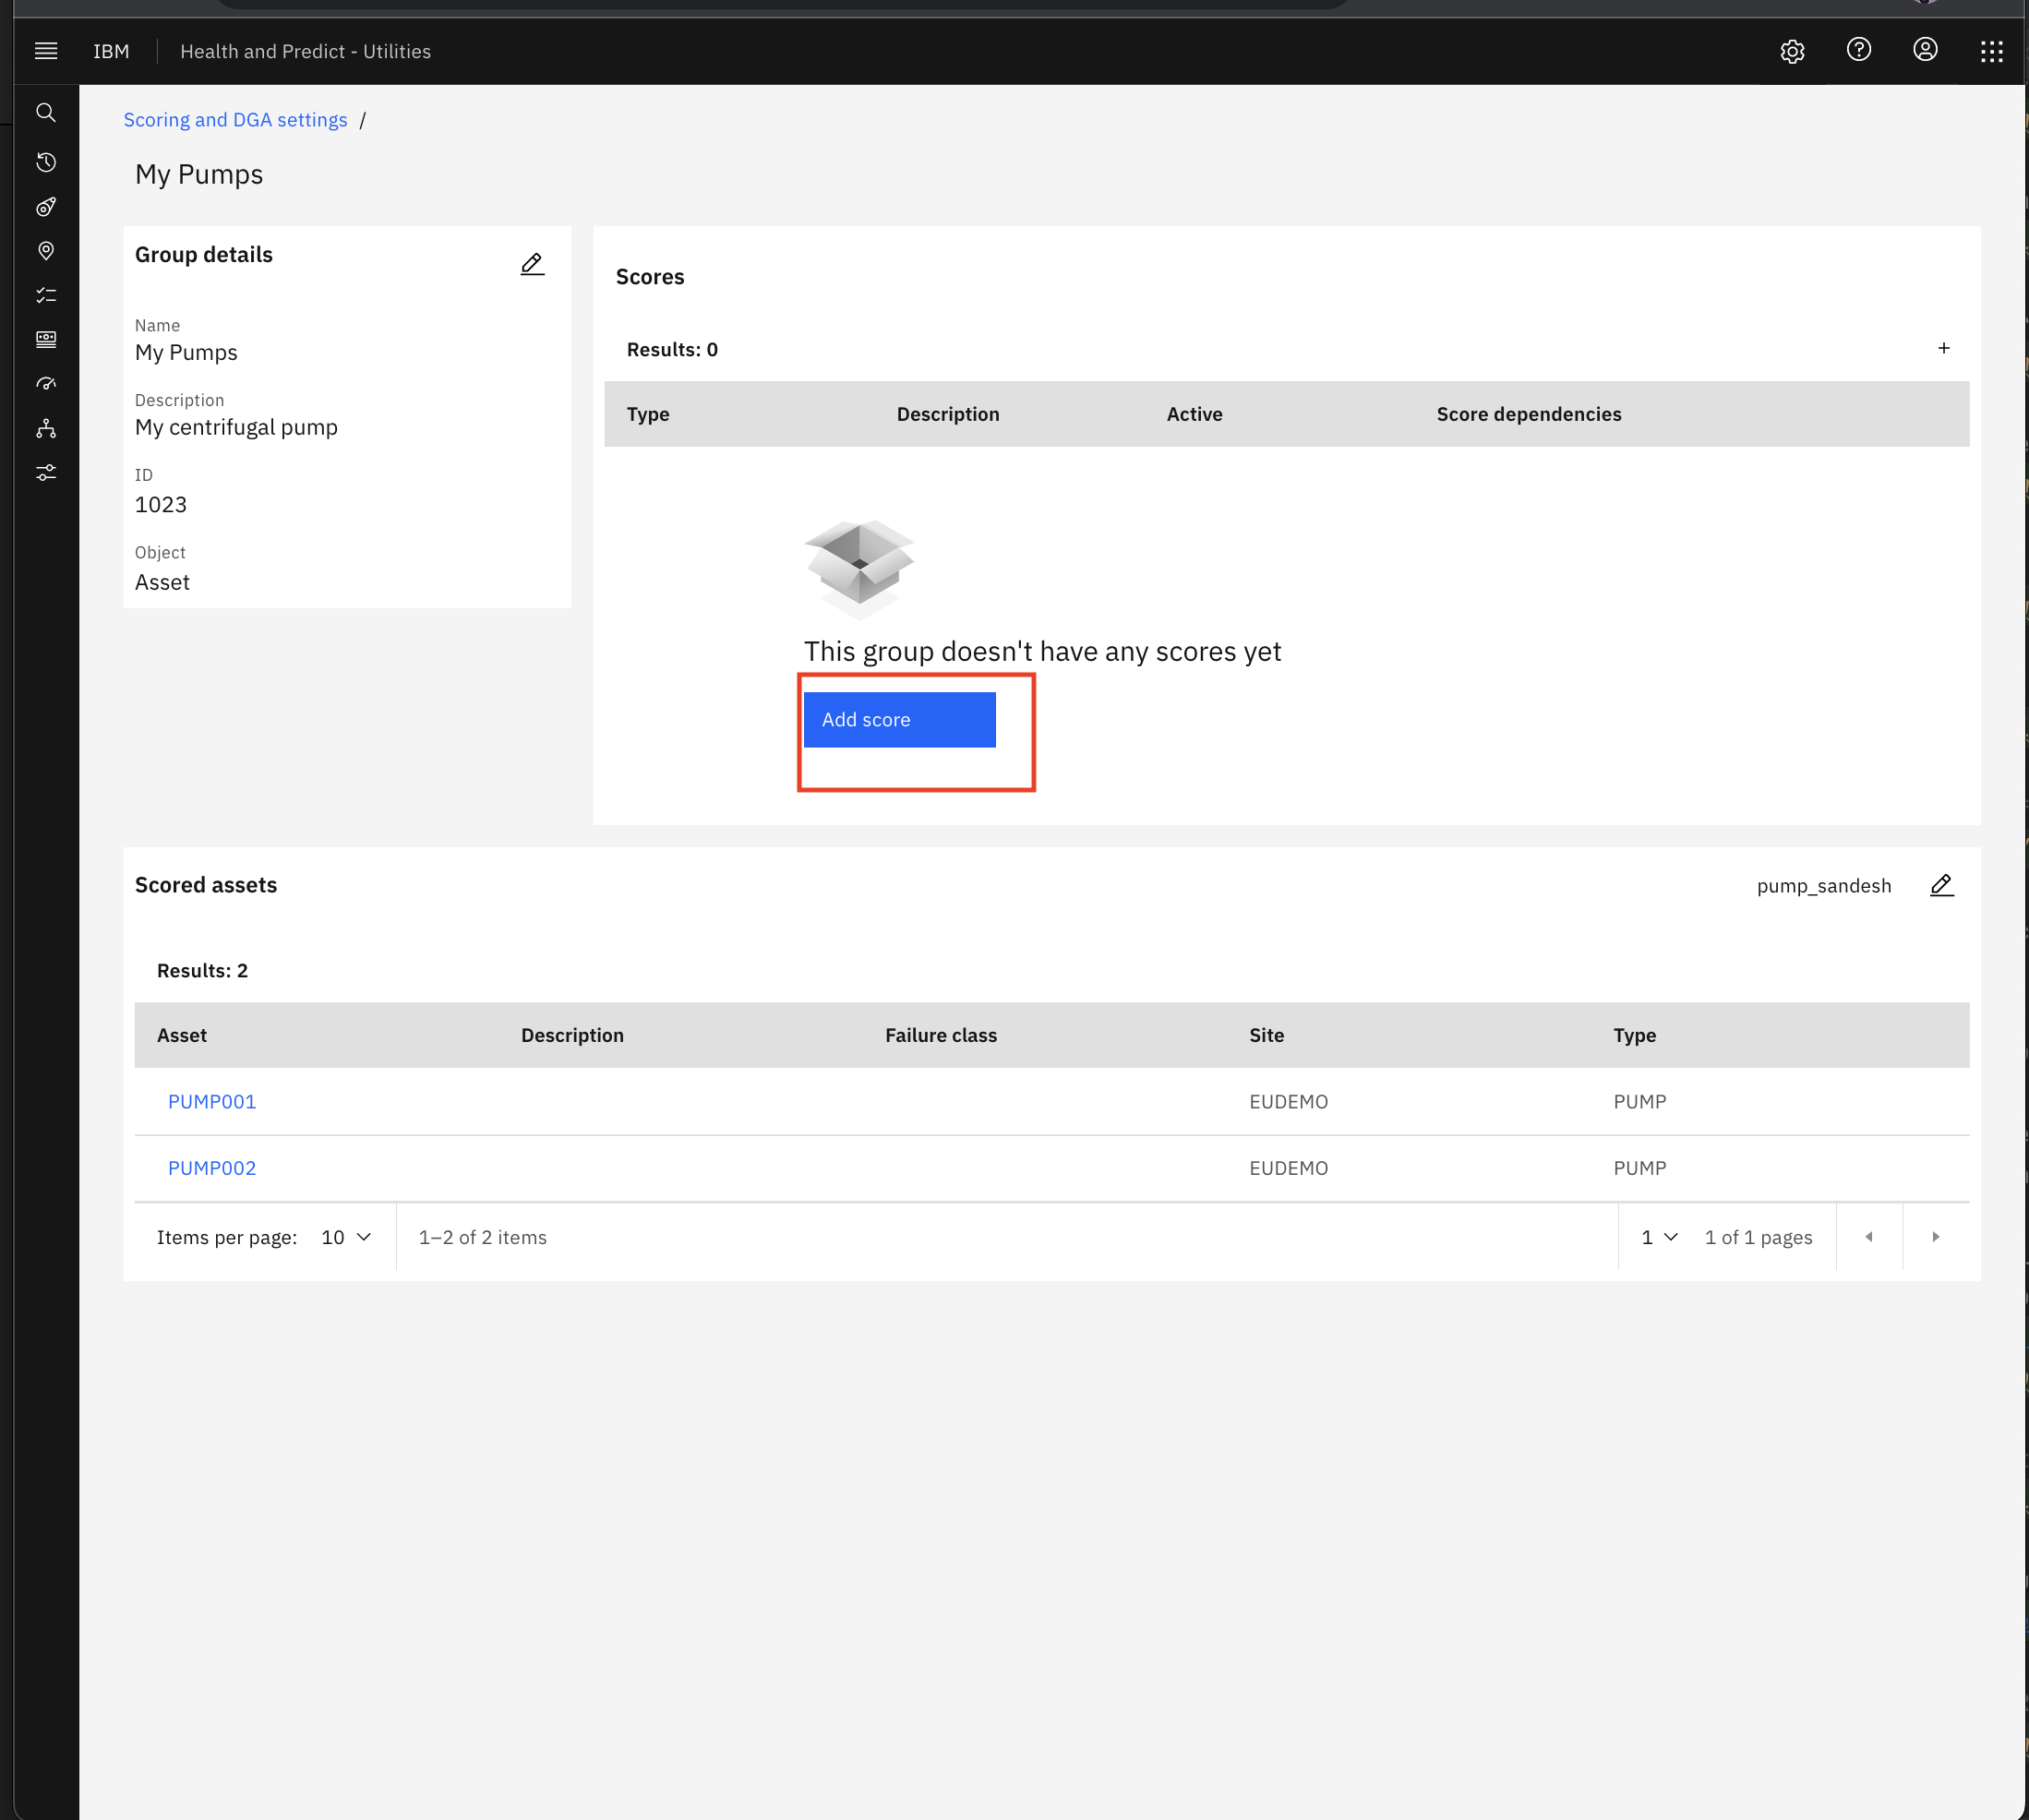 IBM Health and Predict - Utilities
Scoring and DGA settings /
My Pumps
Group details
Name
My Pumps
Description
My centrifugal pump
ID
1023
Object
Asset
Scores
Results: 0
Type Description Active Score dependencies
This group doesn't have any scores yet
Add score
Scored assets
pump_sandesh
Results: 2
Asset Description Failure class Site Type
PUMP001 EUDEMO PUMP
PUMP002 EUDEMO PUMP
Items per page: 10 1–2 of 2 items 1 1 of 1 pages